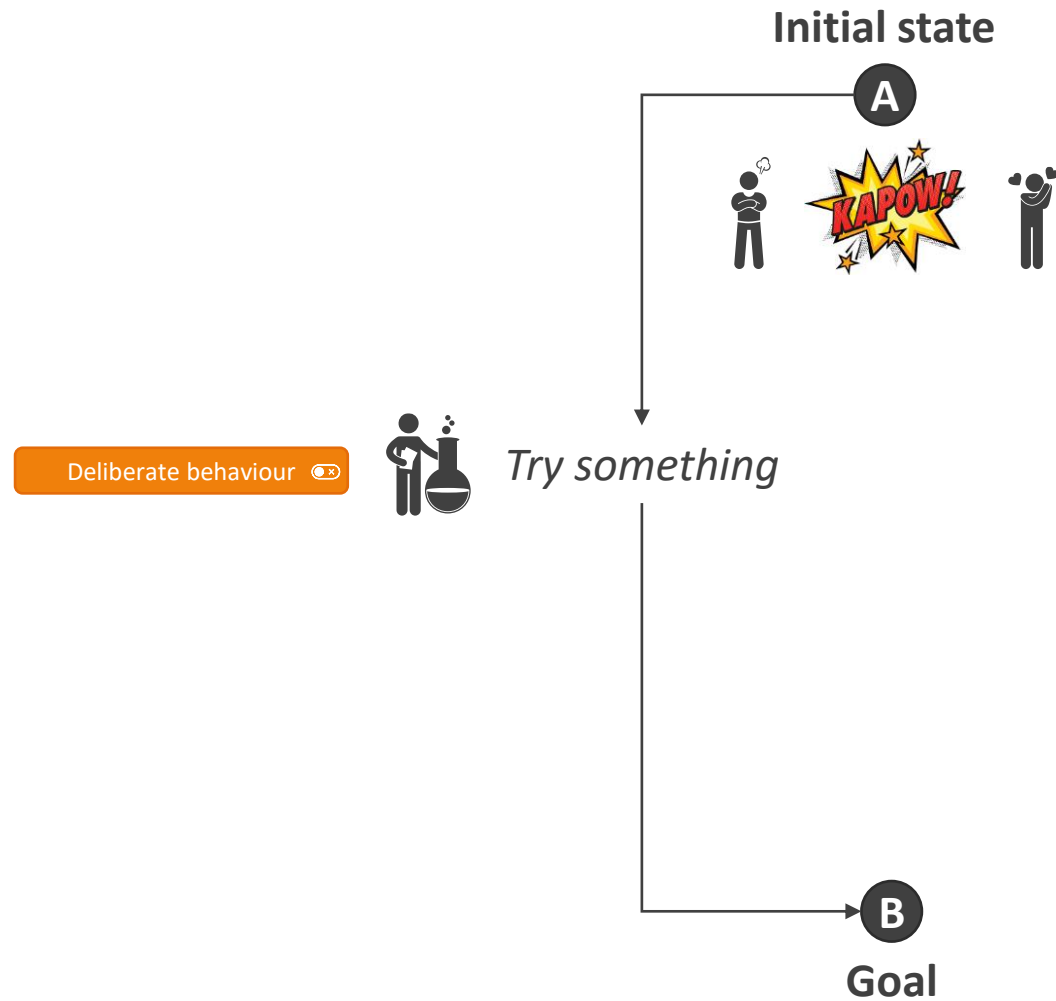 Initial state
A
KAPOW!
Deliberate behaviour
Try something
B
Goal